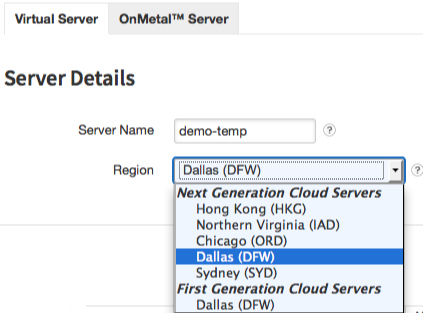 Virtual Server
OnMetal™ Server
Server Details
Server Name demo-temp ?
Region Dallas (DFW) ?
Next Generation Cloud Servers
Hong Kong (HKG)
Northern Virginia (IAD)
Chicago (ORD)
Dallas (DFW)
Sydney (SYD)
First Generation Cloud Servers
Dallas (DFW)